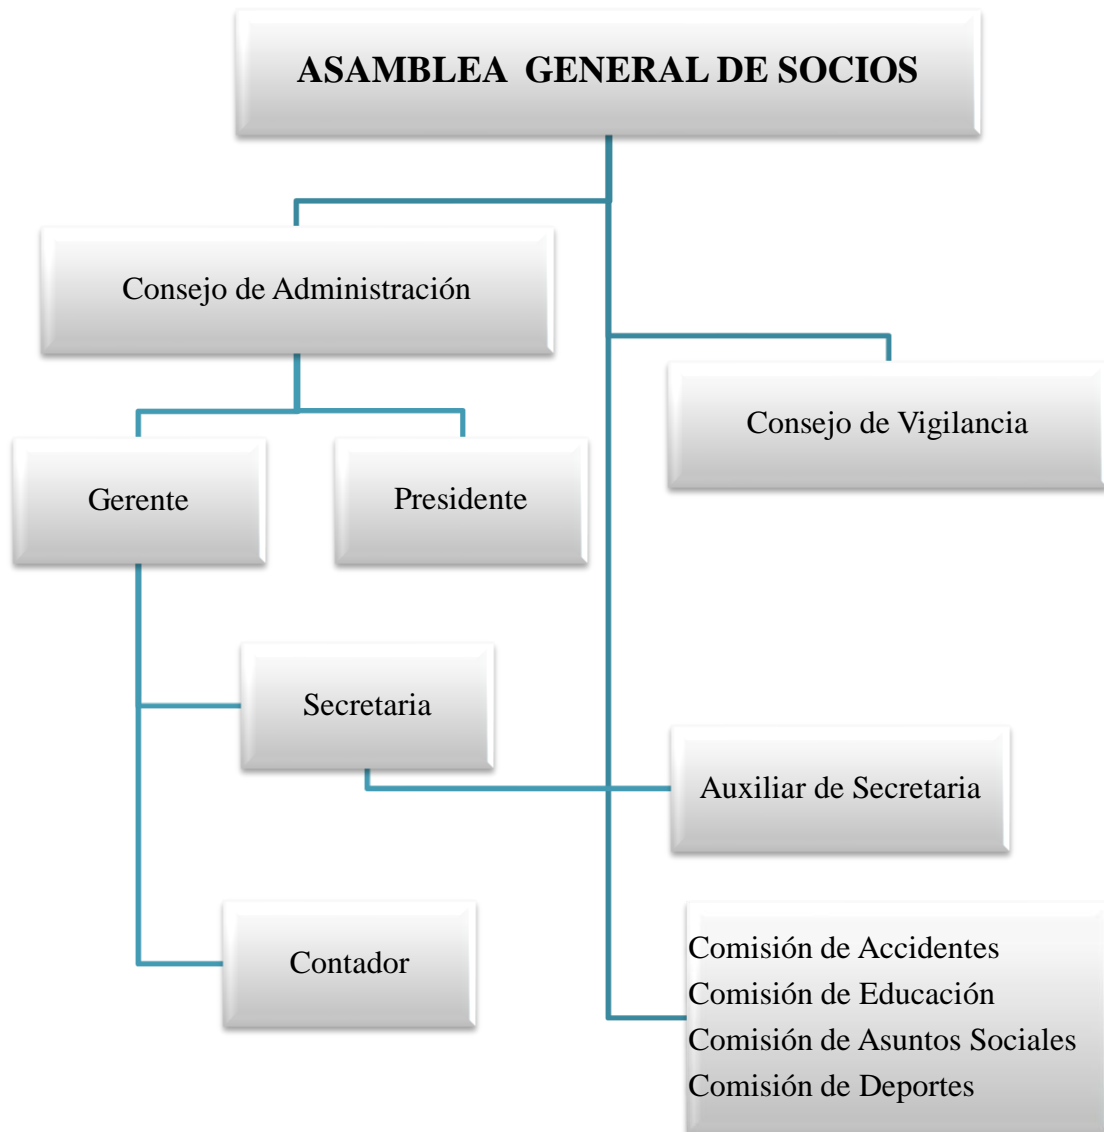 ASAMBLEA GENERAL DE SOCIOS
Consejo de Administración
Consejo de Vigilancia
Gerente
Presidente
Secretaria
Auxiliar de Secretaria
Contador
Comisión de Accidentes
Comisión de Educación
Comisión de Asuntos Sociales
Comisión de Deportes